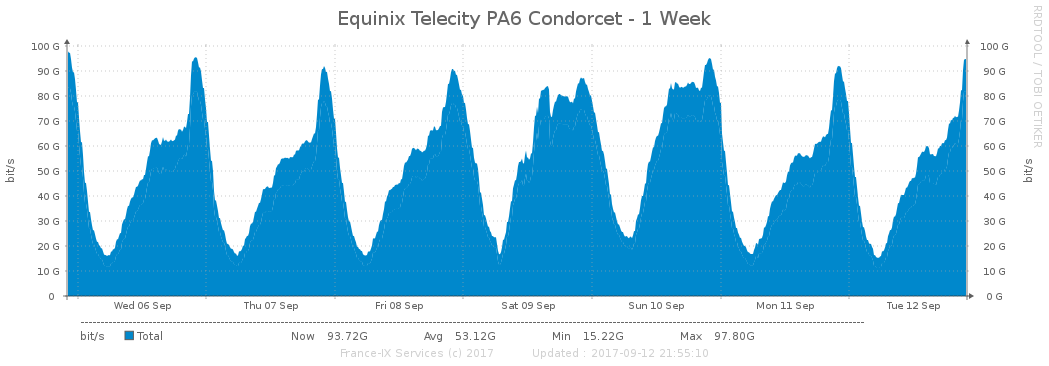 Equinix Telecity PA6 Condorcet - 1 Week
RRDTOOL / TOBI OETIKER
bit/s
bit/s
100 G 100 G
90 G 90 G
80 G 80 G
70 G 70 G
60 G 60 G
50 G 50 G
40 G 40 G
30 G 30 G
20 G 20 G
10 G 10 G
0 0 G
Wed 06 Sep Thu 07 Sep Fri 08 Sep Sat 09 Sep Sun 10 Sep Mon 11 Sep Tue 12 Sep
bit/s Total Now 93.72G Avg 53.12G Min 15.22G Max 97.80G
France-IX Services (c) 2017 Updated : 2017-09-12 21:55:10